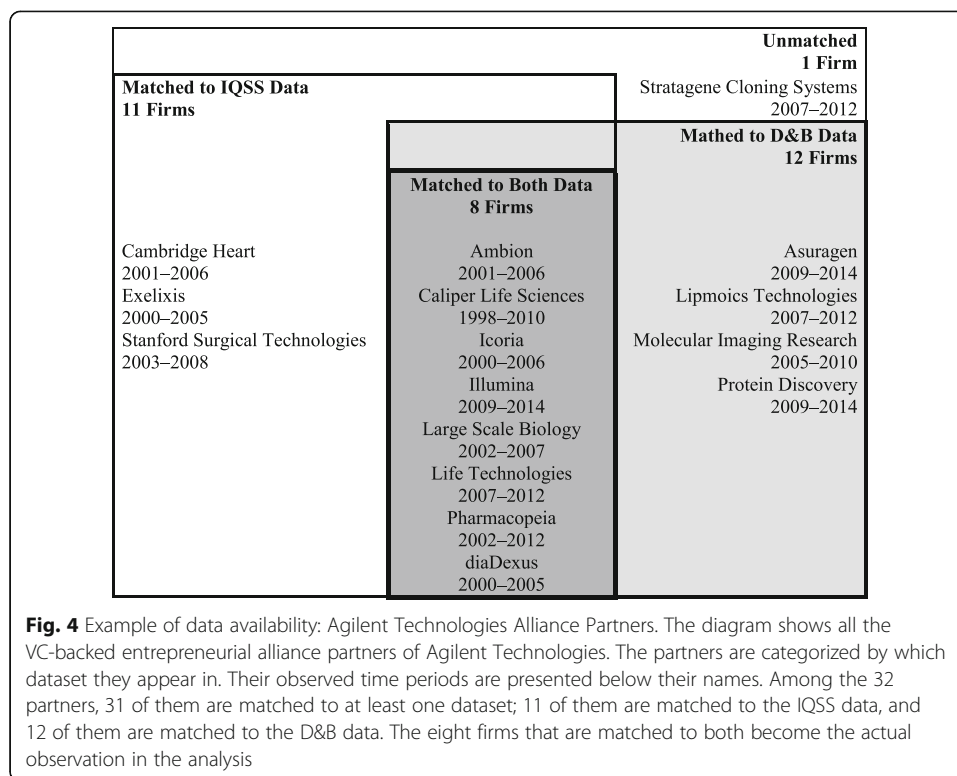 Unmatched
1 Firm
Stratagene Cloning Systems
2007–2012
Matched to IQSS Data
11 Firms
Mathed to D&B Data
12 Firms
Matched to Both Data
8 Firms
Cambridge Heart
2001–2006
Exelixis
2000–2005
Stanford Surgical Technologies
2003–2008
Ambion
2001–2006
Caliper Life Sciences
1998–2010
Icoria
2000–2006
Illumina
2009–2014
Large Scale Biology
2002–2007
Life Technologies
2007–2012
Pharmacopeia
2002–2012
diaDexus
2000–2005
Asuragen
2009–2014
Lipmoics Technologies
2007–2012
Molecular Imaging Research
2005–2010
Protein Discovery
2009–2014
Fig. 4 Example of data availability: Agilent Technologies Alliance Partners. The diagram shows all the
VC-backed entrepreneurial alliance partners of Agilent Technologies. The partners are categorized by which
dataset they appear in. Their observed time periods are presented below their names. Among the 32
partners, 31 of them are matched to at least one dataset; 11 of them are matched to the IQSS data, and
12 of them are matched to the D&B data. The eight firms that are matched to both become the actual
observation in the analysis